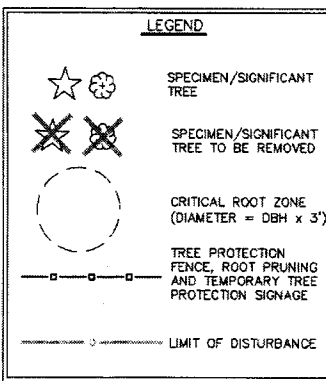 LEGEND
SPECIMEN/SIGNIFICANT
TREE
SPECIMEN/SIGNIFICANT
TREE TO BE REMOVED
CRITICAL ROOT ZONE
(DIAMETER = DBH x 3')
TREE PROTECTION
FENCE, ROOT PRUNING
AND TEMPORARY TREE
PROTECTION SIGNAGE
LIMIT OF DISTURBANCE